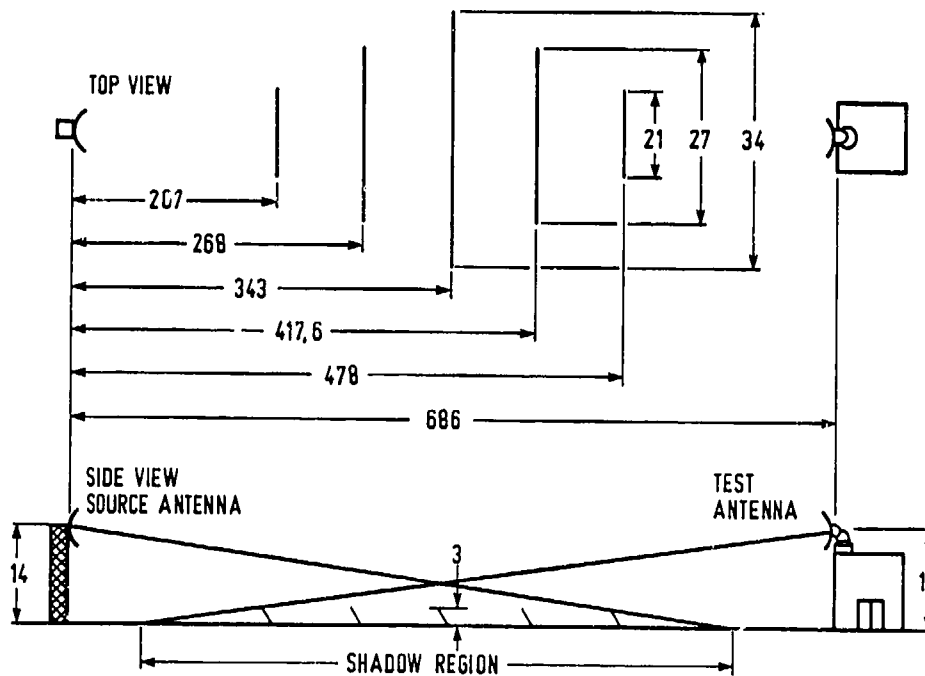 TOP VIEW
21
27
34
207
268
343
417,6
478
686
SIDE VIEW
SOURCE ANTENNA
TEST
ANTENNA
3
14
1
SHADOW REGION